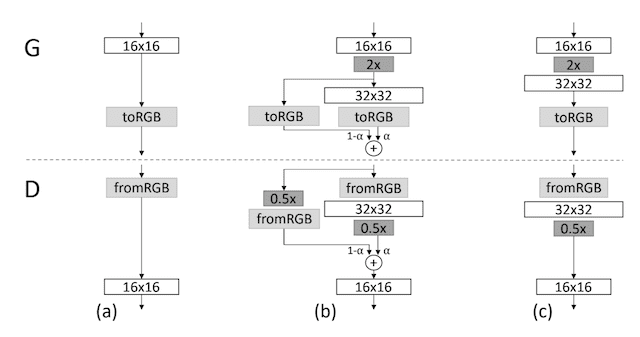 G
16x16
toRGB
16x16
2x
32x32
toRGB
toRGB
1-α
α
+
16x16
2x
32x32
toRGB
D
fromRGB
16x16
0.5x
fromRGB
fromRGB
32x32
0.5x
1-α
α
+
16x16
fromRGB
32x32
0.5x
16x16
(a)
(b)
(c)